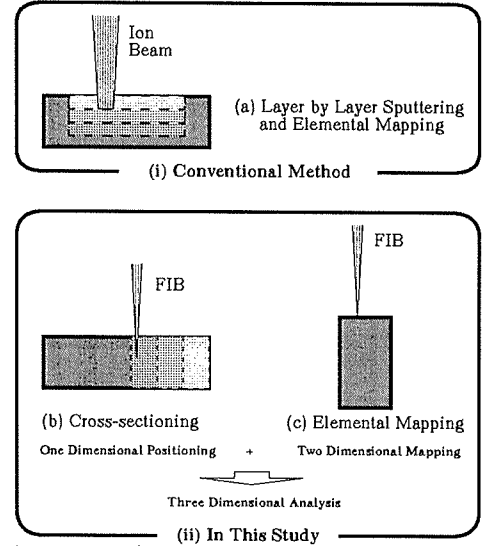 Ion
Beam
(a) Layer by Layer Sputtering
and Elemental Mapping
(i) Conventional Method
FIB
FIB
(b) Cross-sectioning
(c) Elemental Mapping
One Dimensional Positioning + Two Dimensional Mapping
Three Dimensional Analysis
(ii) In This Study